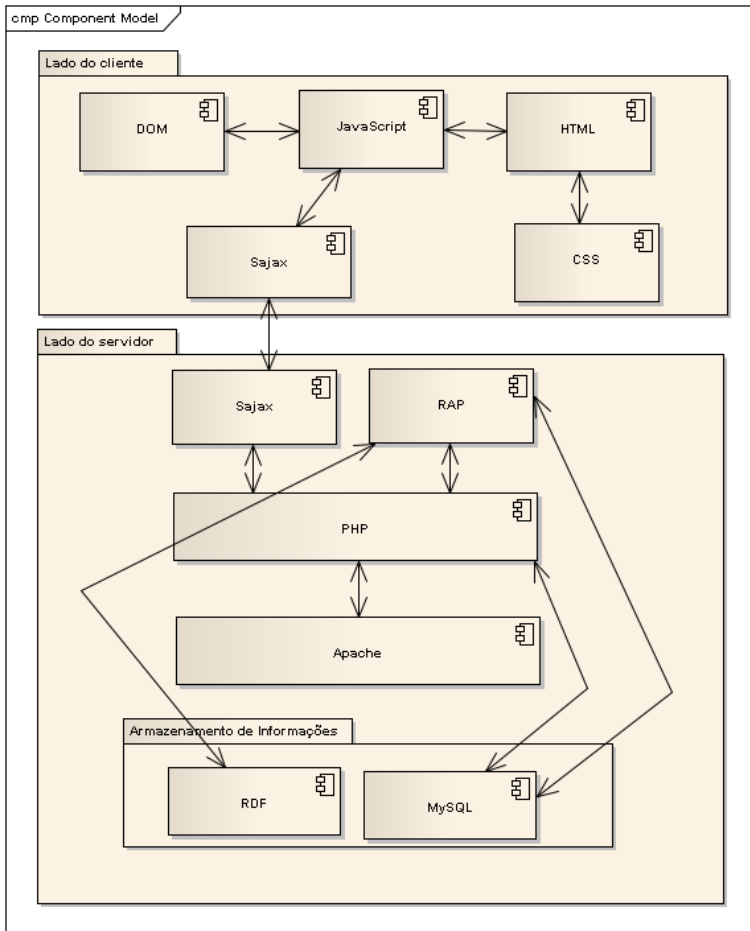 cmp Component Model
Lado do cliente
DOM
JavaScript
HTML
Sajax
CSS
Lado do servidor
Sajax
RAP
PHP
Apache
Armazenamento de Informações
RDF
MySQL